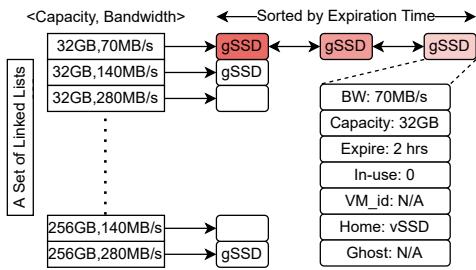 <Capacity, Bandwidth>
Sorted by Expiration Time
A Set of Linked Lists
32GB,70MB/s
gSSD
gSSD
gSSD
32GB,140MB/s
gSSD
32GB,280MB/s
256GB,140MB/s
256GB,280MB/s
gSSD
BW: 70MB/s
Capacity: 32GB
Expire: 2 hrs
In-use: 0
VM_id: N/A
Home: vSSD
Ghost: N/A